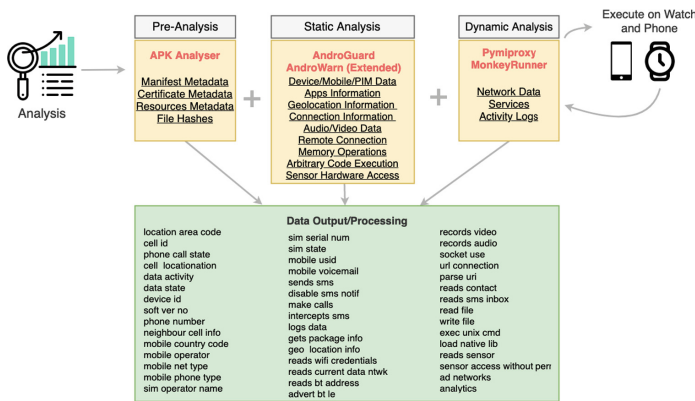 Pre-Analysis
Static Analysis
Dynamic Analysis
Execute on Watch
and Phone
Analysis
APK Analyser
Manifest Metadata
Certificate Metadata
Resources Metadata
File Hashes
+
AndroGuard
AndroWarn (Extended)
Device/Mobile/PIM Data
Apps Information
Geolocation Information
Connection Information
Audio/Video Data
Remote Connection
Memory Operations
Arbitrary Code Execution
Sensor Hardware Access
+
Pymiproxy
MonkeyRunner
Network Data
Services
Activity Logs
Data Output/Processing
location area code
cell id
phone call state
cell locationation
data activity
data state
device id
soft ver no
phone number
neighbour cell info
mobile country code
mobile operator
mobile net type
mobile phone type
sim operator name
sim serial num
sim state
mobile usid
mobile voicemail
sends sms
disable sms notif
make calls
intercepts sms
logs data
gets package info
geo location info
reads wifi credentials
reads current data ntwk
reads bt address
advert bt le
records video
records audio
socket use
url connection
parse uri
reads contact
reads sms inbox
read file
write file
exec unix cmd
load native lib
reads sensor
sensor access without perr
ad networks
analytics